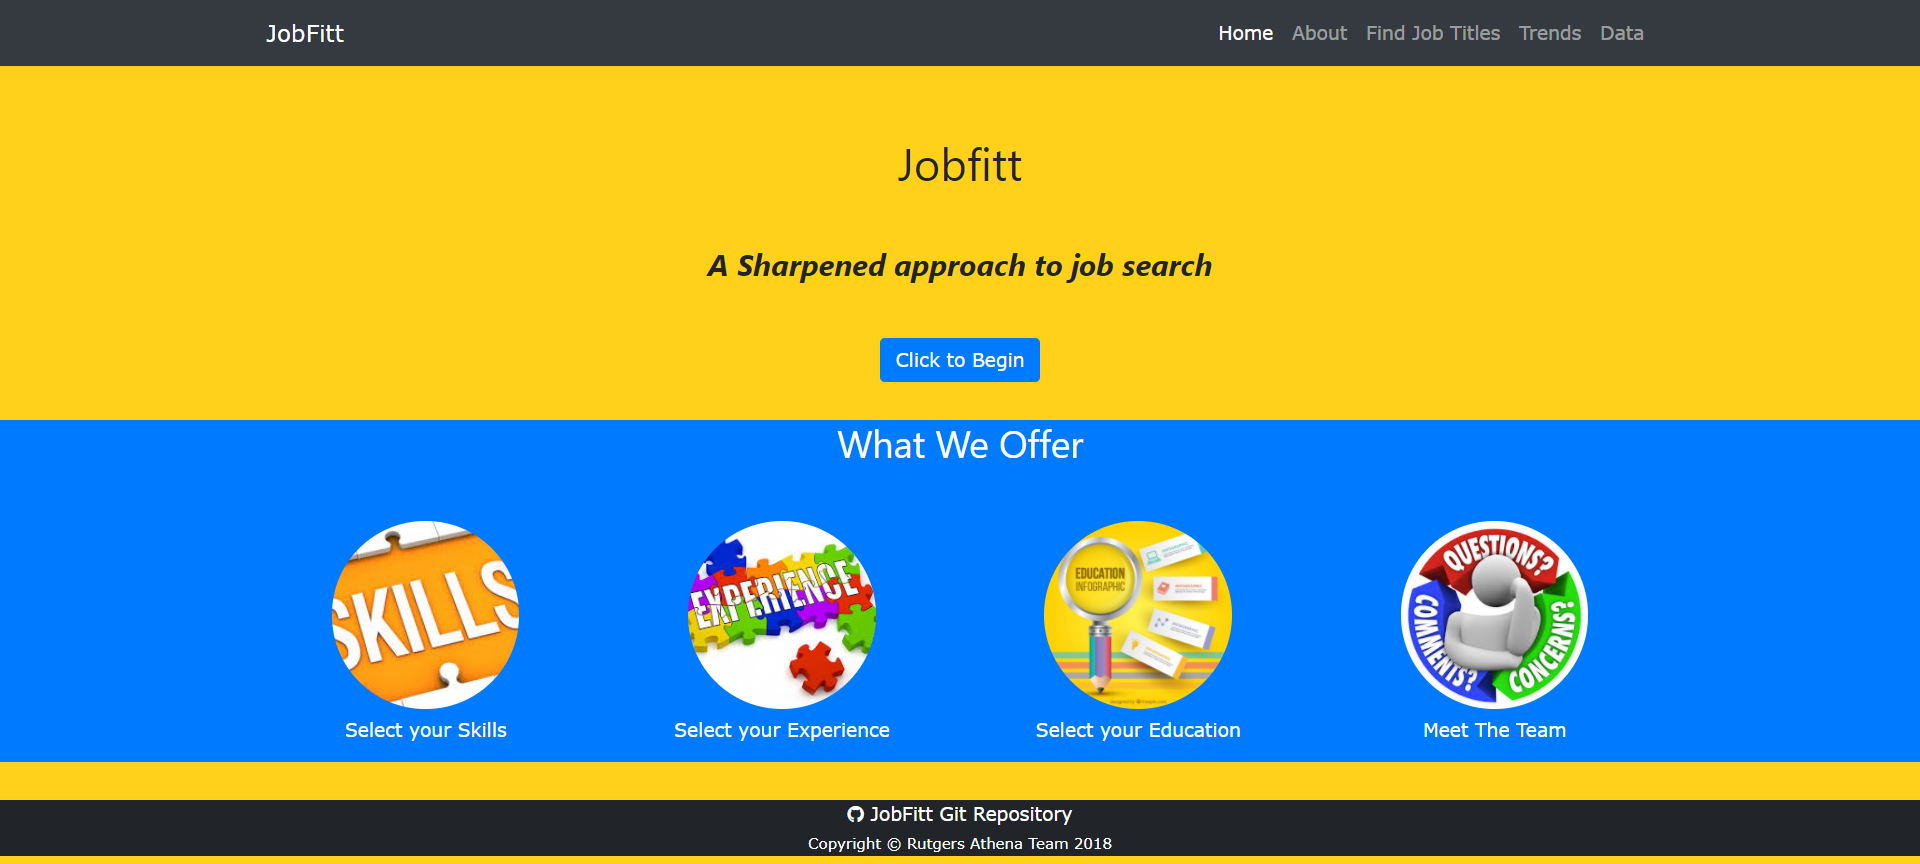 JobFitt
Home About Find Job Titles Trends Data
Jobfitt
A Sharpened approach to job search
Click to Begin
What We Offer
SKILLS
EXPERIENCE
EDUCATION
INFOGRAPHIC
QUESTIONS?
COMMENTS?
CONCERNS?
Select your Skills
Select your Experience
Select your Education
Meet The Team
JobFitt Git Repository
Copyright © Rutgers Athena Team 2018